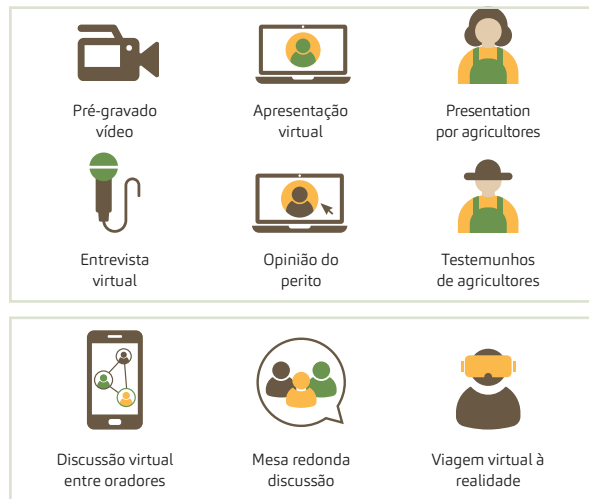 Pré-gravado
vídeo
Apresentação
virtual
Presentation
por agricultores
Entrevista
virtual
Opinião do
perito
Testemunhos
de agricultores
Discussão virtual
entre oradores
Mesa redonda
discussão
Viagem virtual à
realidade